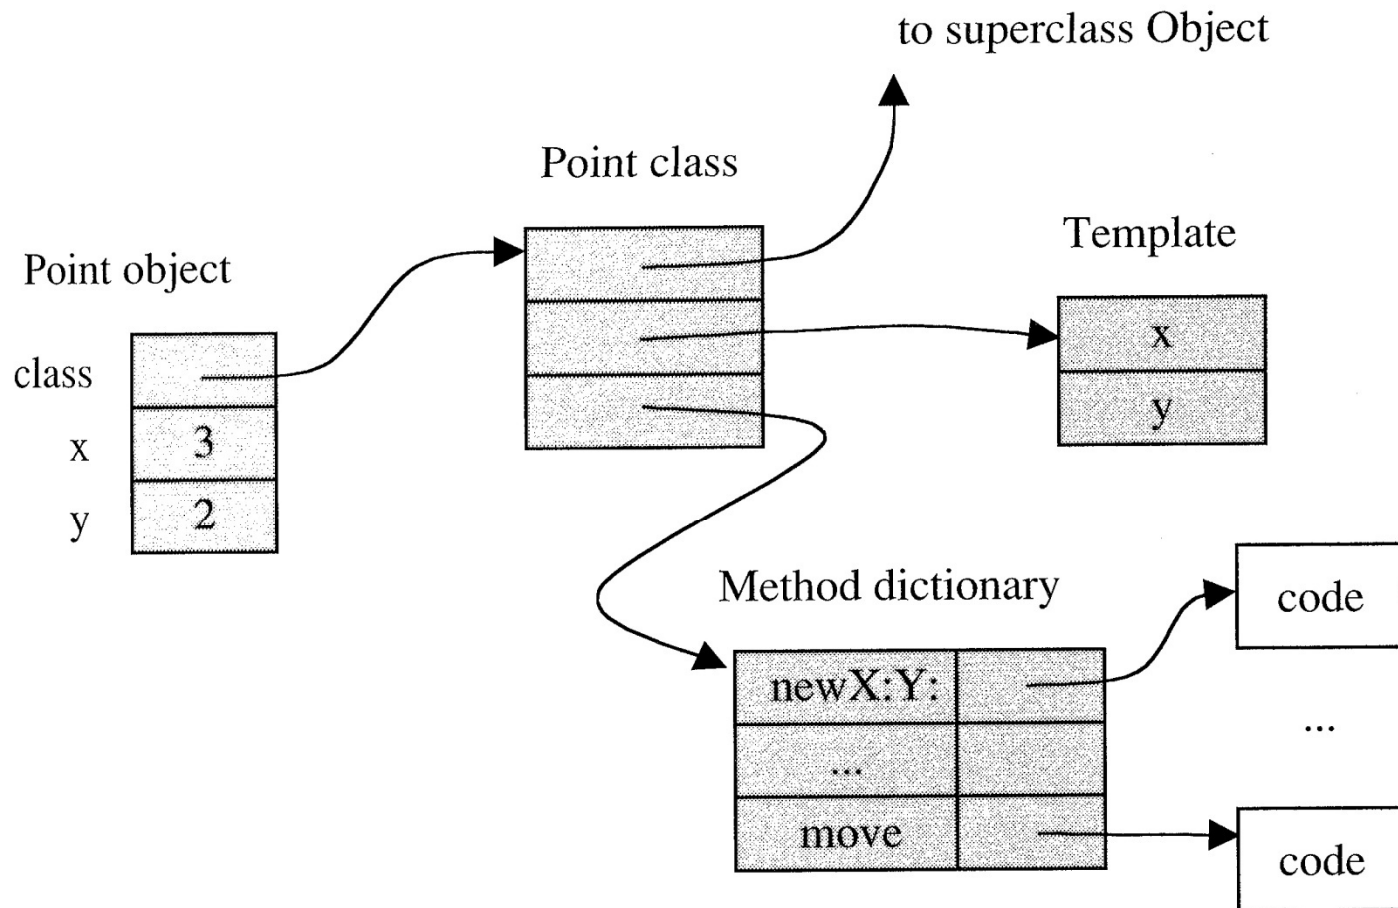 to superclass Object
Point class
Template
Point object
class
x
3
y
2
x
y
Method dictionary
newX:Y:
...
move
code
...
code